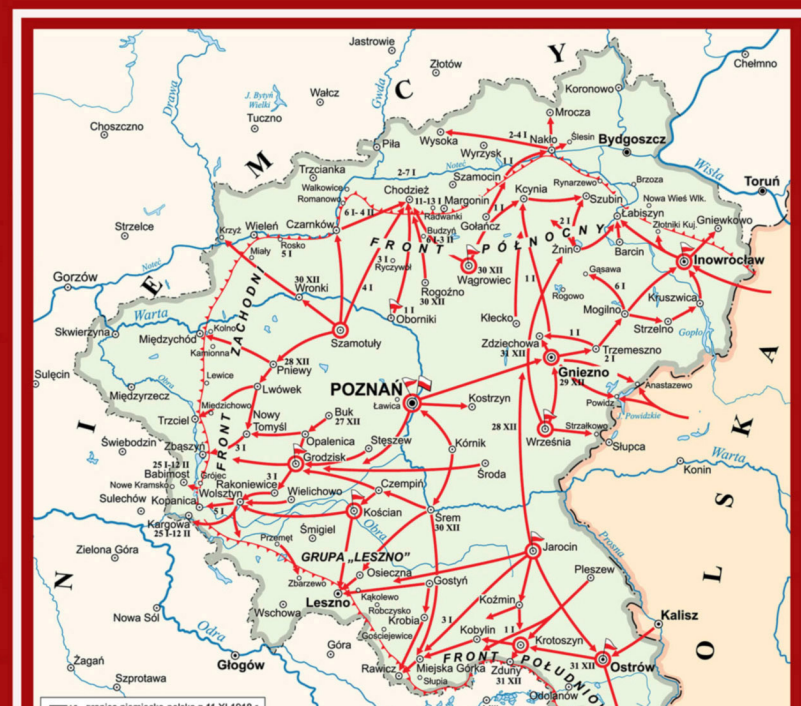 Jastrowie
Złotów
C
Y
Chełmno
Drawa
Gwda
J. Bytyń
Wielki
Wałcz
Koronowo
Tuczno
Mrocza
Choszczno
Wysoka
2-4 I
Nakło
Ślesin
Bydgoszcz
Piła
Wyrzysk
M
Wisła
Trzcianka
2-7 I
Noteć
1 I
Toruń
Walkowice
Chodzież
Szamocin
Rynarzewo
Brzoza
Romanowo
11-13 I
Margonin
Kcynia
Szubin
Nowa Wieś Wlk.
6 I- 4 II
Radwanki
1 I
Łabiszyn
Strzelce
Krzyż
Wieleń
Czarnków
Budzyń
Gołańcz
2 I
Złotniki Kuj.
Gniewkowo
Rosko
5 I
6 I-3 II
FRONT PÓŁNOCNY
Miały
3 I
Ryczywół
30 XII
Wągrowiec
Żnin
Barcin
Inowrocław
Noteć
E
30 XII
Wronki
4 I
Rogoźno
30 XII
1 I
Gąsawa
6 I
Gorzów
Rogowo
Kruszwica
Warta
1 I
Oborniki
Kłecko
Mogilno
Skwierzyna
Kolno
Strzelno
Gopło
Międzychód
Szamotuły
Zdziechowa
31 XII
1 I
Kamionna
Trzemeszno
2 I
28 XII
Pniewy
Gniezno
29 XII
Sulęcin
Obra
Lewice
POZNAŃ
Anastazewo
Międzyrzecz
Lwówek
Ławica
Kostrzyn
Powidz
J.
Powidzkie
Miedzichowo
Buk
27 XII
Trzciel
Nowy
Tomyśl
28 XII
Września
Strzałkowo
I
Świebodzin
Zbąszyń
3 I
Opalenica
Stęszew
Kórnik
Słupca
FRONT ZACHODNI
25 I-12 II
Babimost
Grójec
Grodzisk
Środa
Konin
Warta
Nowe Kramsko
Rakoniewice
3 I
Sulechów
Kopanica
Wolsztyn
Wielichowo
Czempiń
Kargowa
25 I-12 II
5 I
Kościan
Śrem
30 XII
Obra
Śmigiel
Prosna
Zielona Góra
Przemęt
GRUPA „LESZNO”
Jarocin
N
Zbarzewo
Osieczna
Pleszew
Leszno
Kąkolewo
Gostyń
Wschowa
Robczysko
Koźmin
Nowa Sól
Krobia
3 I
Kalisz
Odra
Gościejewice
Kobylin
1 I
Krotoszyn
Góra
Żagań
Głogów
Rawicz
Miejska Górka
FRONT POŁUDNIO
31 XII
Ostrów
Słupia
Zduny
31 XII
Szprotawa
Odolanów
O
L
S
K
A
granica niemiecko-polska z 11 XI 1918 r.